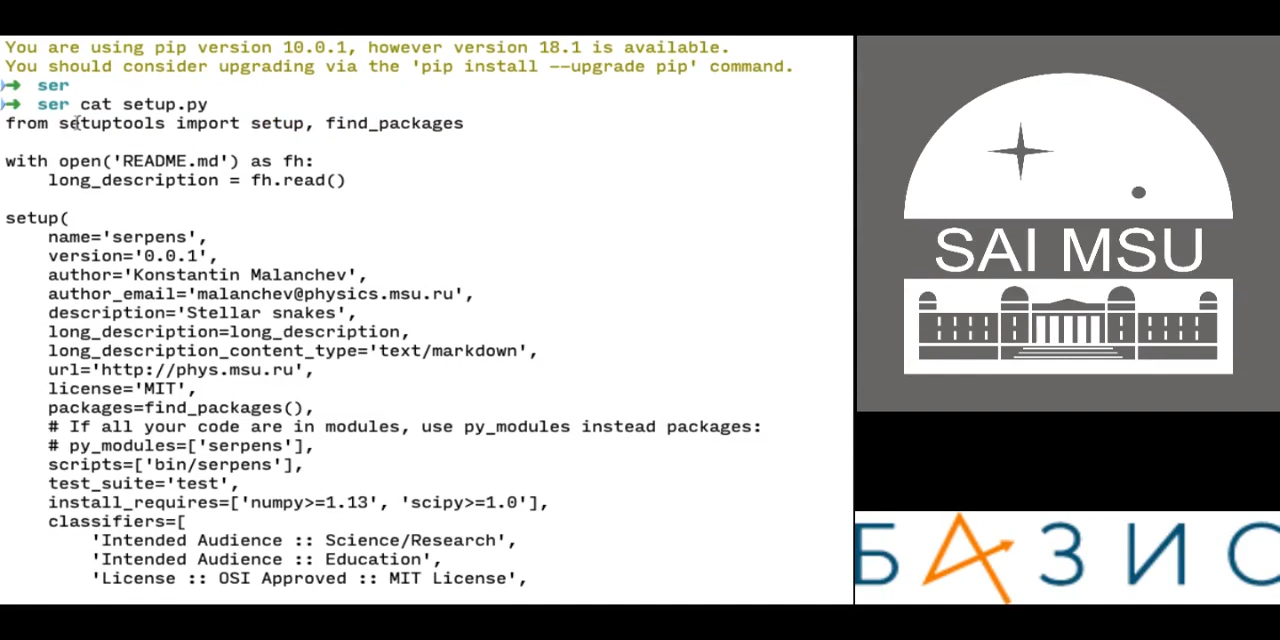 You are using pip version 10.0.1, however version 18.1 is available.
You should consider upgrading via the 'pip install --upgrade pip' command.
➜ ser
➜ ser cat setup.py
from setuptools import setup, find_packages
with open('README.md') as fh:
    long_description = fh.read()
setup(
    name='serpens',
    version='0.0.1',
    author='Konstantin Malanchev',
    author_email='malanchev@physics.msu.ru',
    description='Stellar snakes',
    long_description=long_description,
    long_description_content_type='text/markdown',
    url='http://phys.msu.ru',
    license='MIT',
    packages=find_packages(),
    # If all your code are in modules, use py_modules instead packages:
    # py_modules=['serpens'],
    scripts=['bin/serpens'],
    test_suite='test',
    install_requires=['numpy>=1.13', 'scipy>=1.0'],
    classifiers=[
        'Intended Audience :: Science/Research',
        'Intended Audience :: Education',
        'License :: OSI Approved :: MIT License',
SAI MSU
БАЗИС